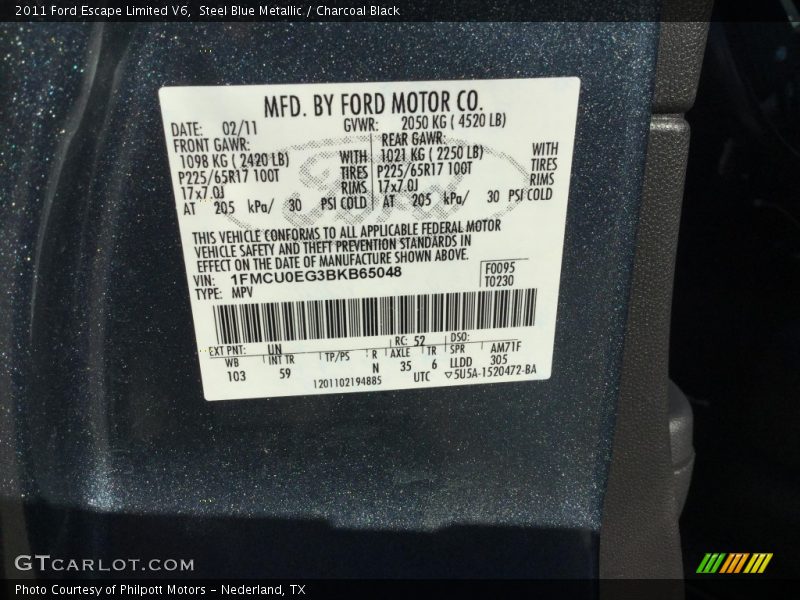 2011 Ford Escape Limited V6, Steel Blue Metallic / Charcoal Black
MFD. BY FORD MOTOR CO.
DATE: 02/11 GVWR: 2050 KG ( 4520 LB)
FRONT GAWR: REAR GAWR:
1098 KG ( 2420 LB) WITH 1021 KG ( 2250 LB) WITH
P225/65R17 100T TIRES P225/65R17 100T TIRES
17x7.0J RIMS 17x7.0J RIMS
AT 205 kPa/ 30 PSI COLD AT 205 kPa/ 30 PSI COLD
Ford
THIS VEHICLE CONFORMS TO ALL APPLICABLE FEDERAL MOTOR
VEHICLE SAFETY AND THEFT PREVENTION STANDARDS IN
EFFECT ON THE DATE OF MANUFACTURE SHOWN ABOVE.
VIN: 1FMCU0EG3BKB65048 F0095
TYPE: MPV T0230
EXT PNT: UN RC: 52 DSO:
WB INT TR TP/PS R AXLE TR SPR AM71F
103 59 N 35 6 LLDD 305
1201102194885 UTC ▽5U5A-1520472-BA
GTCARLOT.COM
Photo Courtesy of Philpott Motors - Nederland, TX